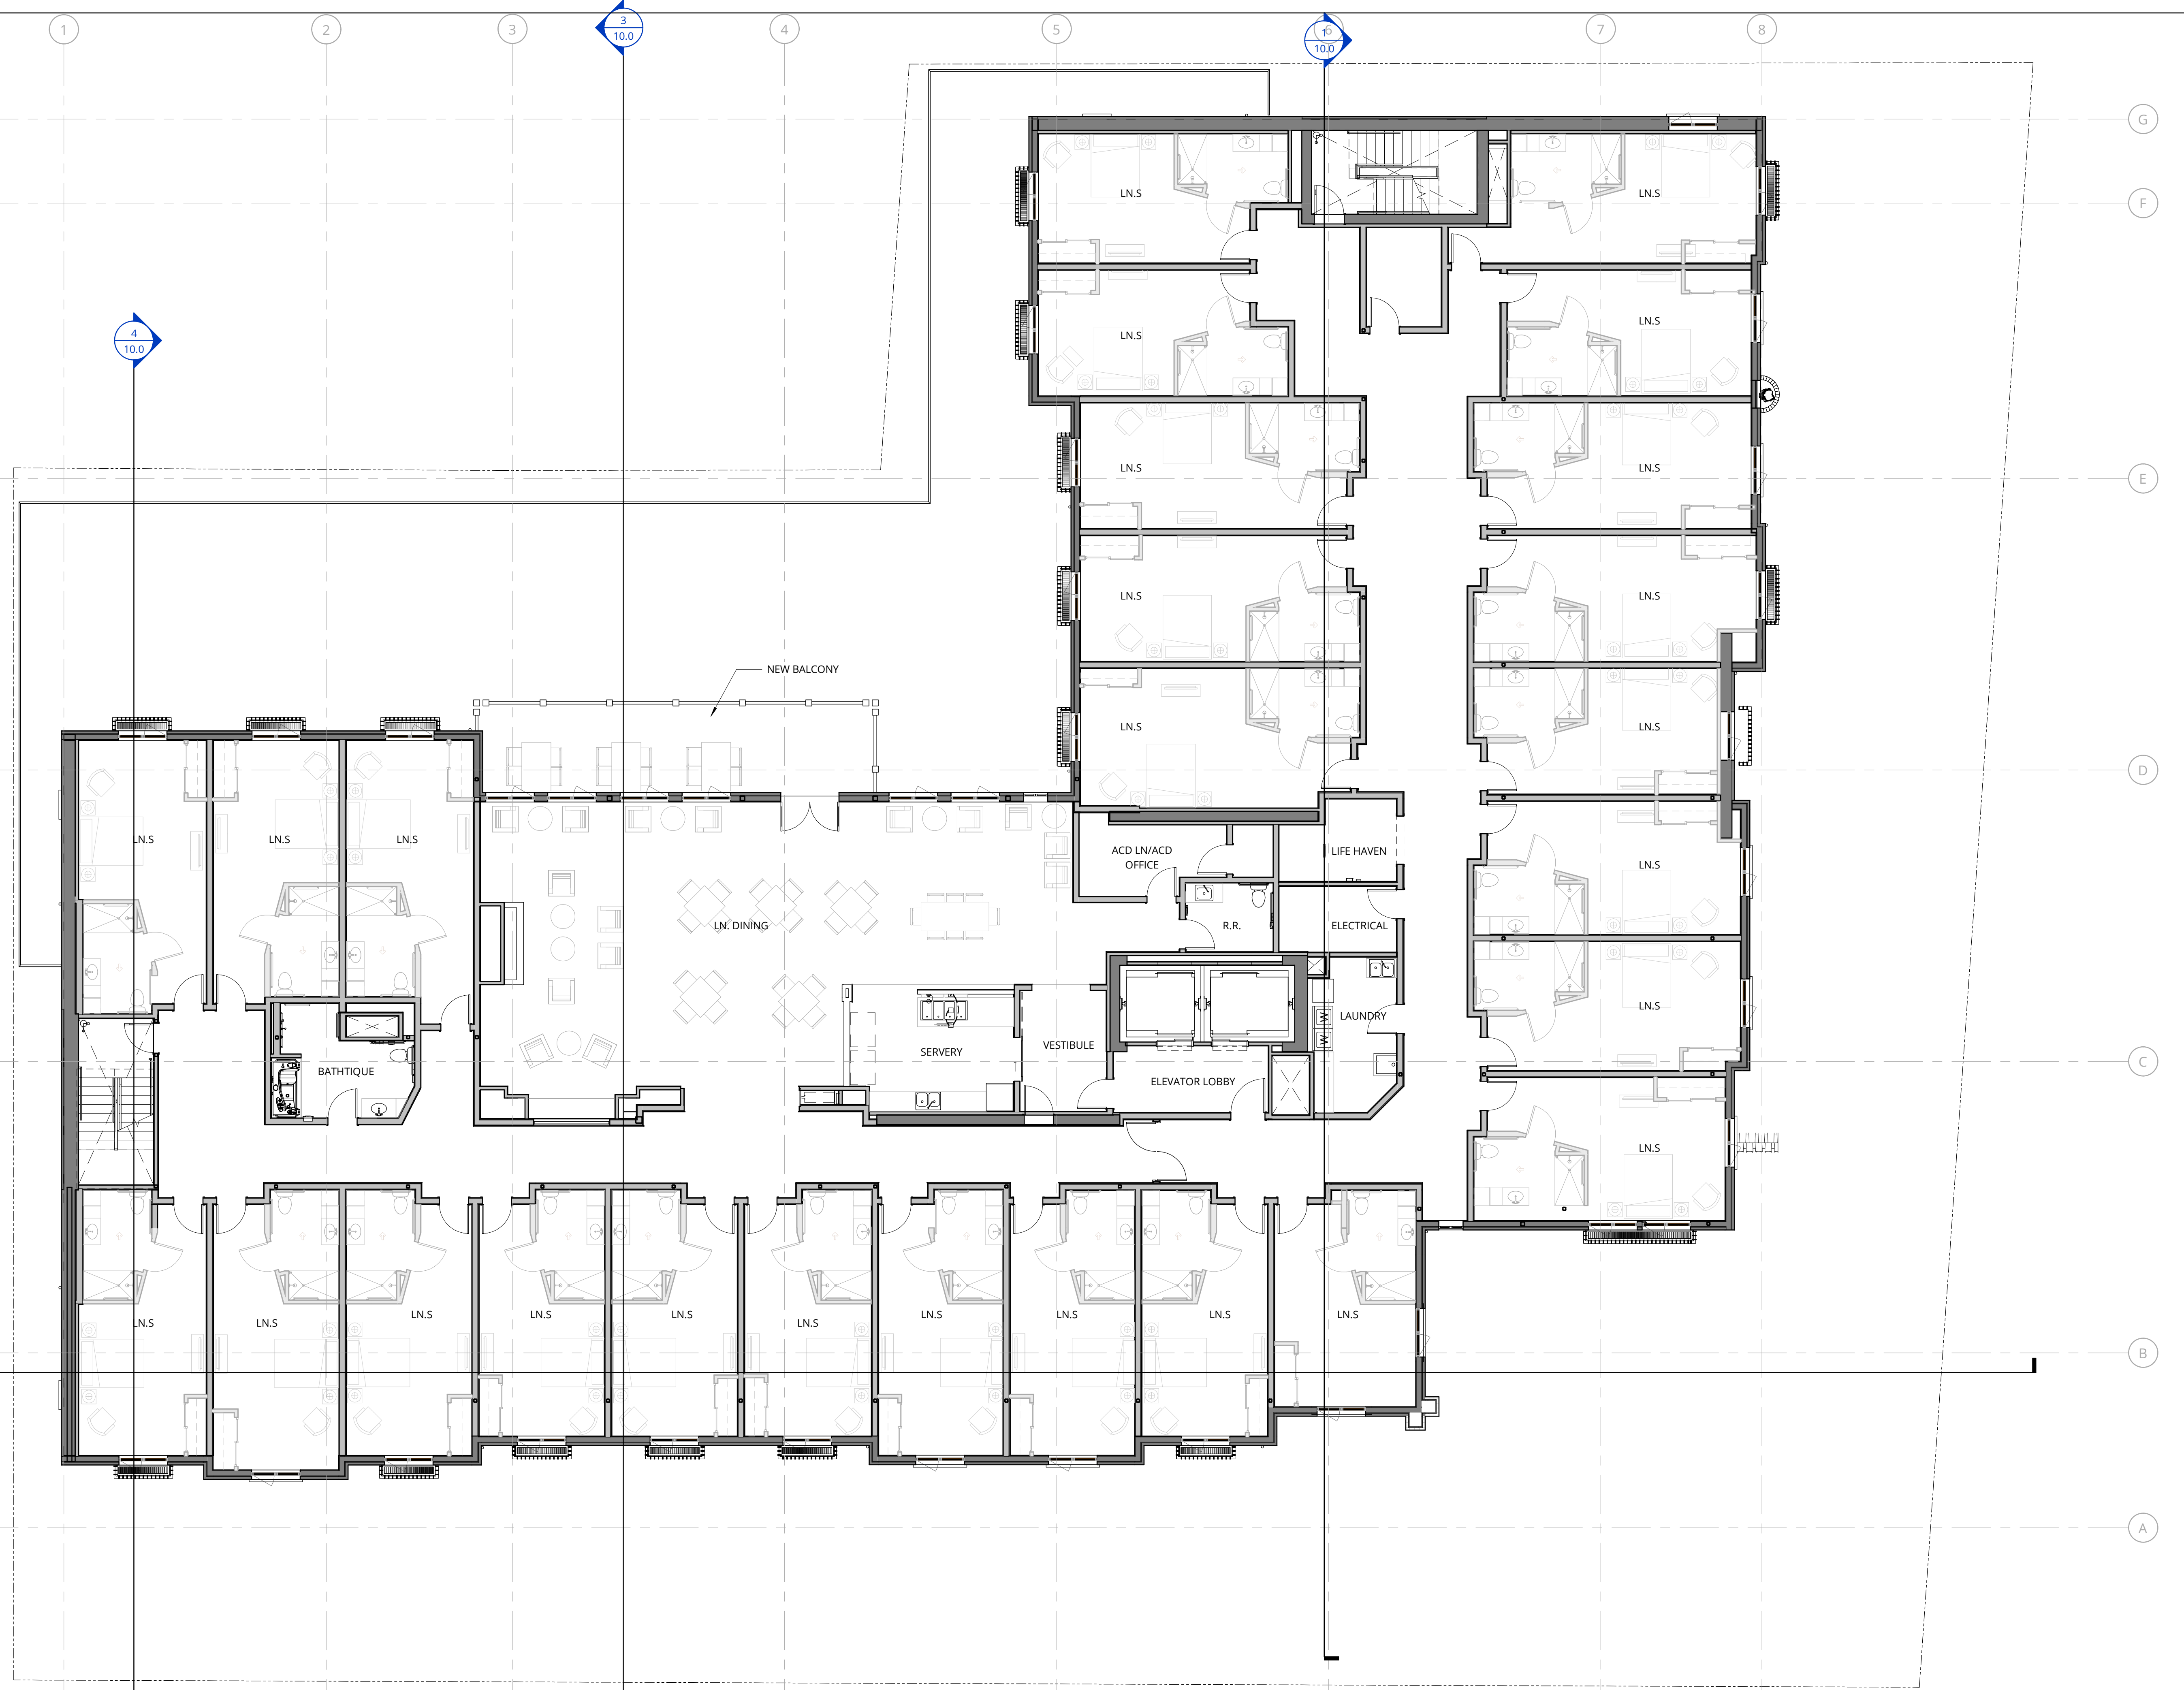 1
2
3
3
10.0
4
5
6
1
10.0
7
8
G
LN.S
LN.S
F
4
10.0
LN.S
LN.S
LN.S
LN.S
E
LN.S
LN.S
NEW BALCONY
LN.S
LN.S
D
LN.S
LN.S
LN.S
ACD LN/ACD
OFFICE
LIFE HAVEN
LN.S
LN. DINING
R.R.
ELECTRICAL
LN.S
LAUNDRY
W
W
SERVERY
VESTIBULE
BATHTIQUE
ELEVATOR LOBBY
C
LN.S
LN.S
LN.S
LN.S
LN.S
LN.S
LN.S
LN.S
LN.S
LN.S
LN.S
B
A